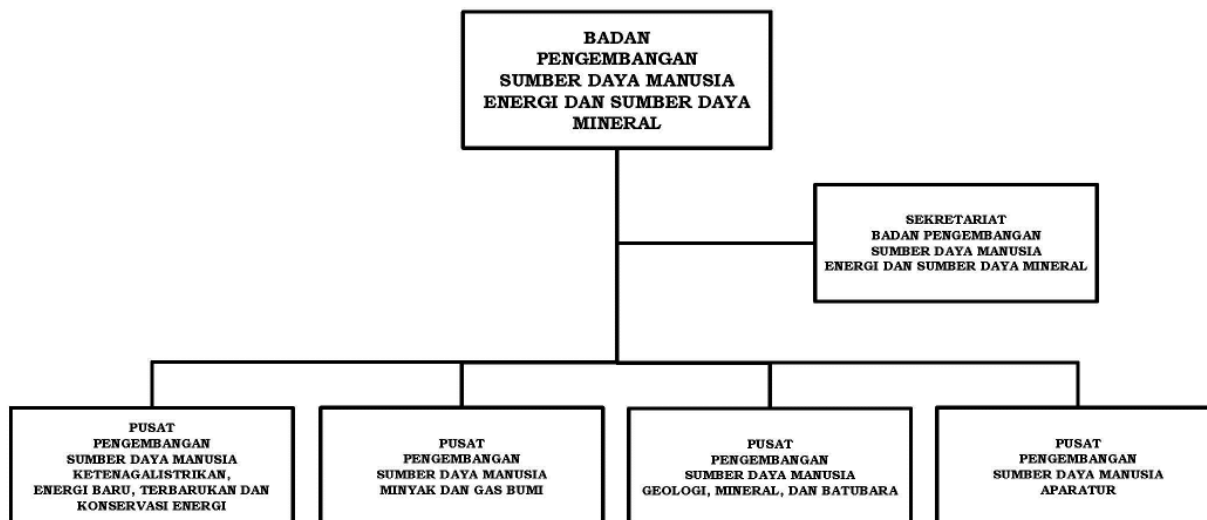 BADAN
PENGEMBANGAN
SUMBER DAYA MANUSIA
ENERGI DAN SUMBER DAYA
MINERAL
SEKRETARIAT
BADAN PENGEMBANGAN
SUMBER DAYA MANUSIA
ENERGI DAN SUMBER DAYA MINERAL
PUSAT
PENGEMBANGAN
SUMBER DAYA MANUSIA
KETENAGALISTRIKAN,
ENERGI BARU, TERBARUKAN DAN
KONSERVASI ENERGI
PUSAT
PENGEMBANGAN
SUMBER DAYA MANUSIA
MINYAK DAN GAS BUMI
PUSAT
PENGEMBANGAN
SUMBER DAYA MANUSIA
GEOLOGI, MINERAL, DAN BATUBARA
PUSAT
PENGEMBANGAN
SUMBER DAYA MANUSIA
APARATUR